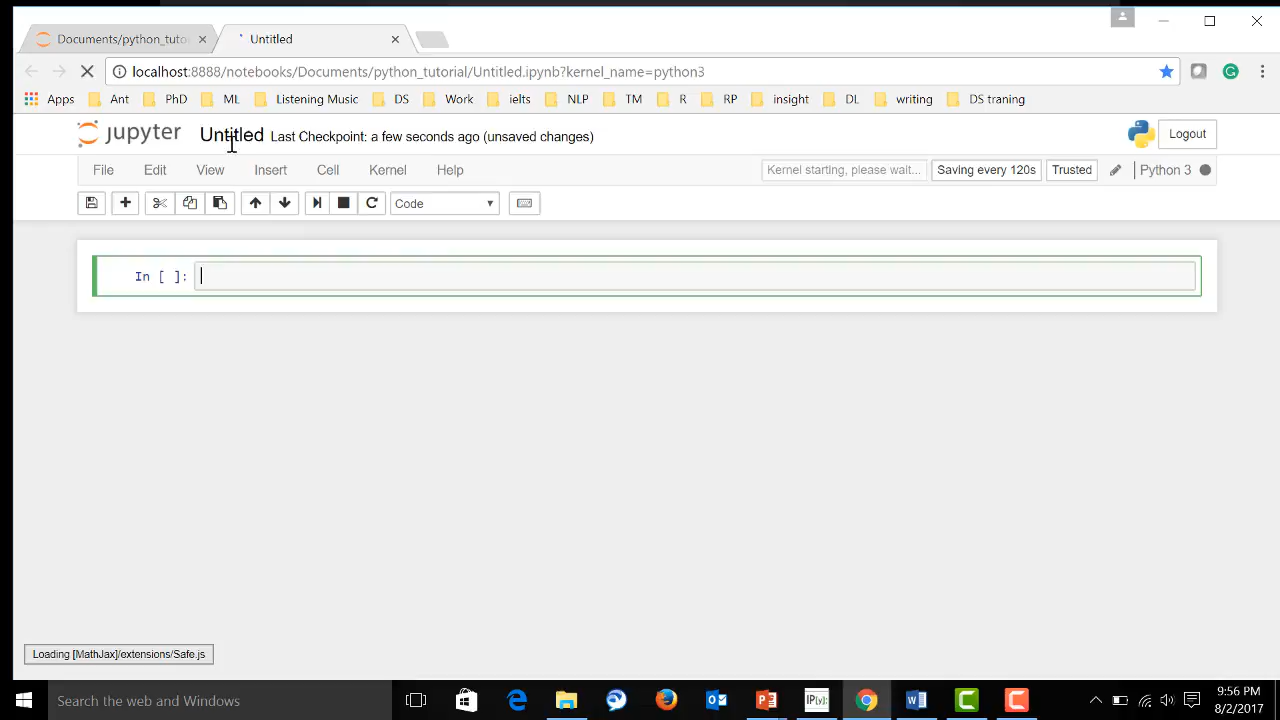 Documents/python_tuto
Untitled
localhost:8888/notebooks/Documents/python_tutorial/Untitled.ipynb?kernel_name=python3
Apps Ant PhD ML Listening Music DS Work ielts NLP TM R RP insight DL writing DS traning
jupyter Untitled Last Checkpoint: a few seconds ago (unsaved changes) Logout
File Edit View Insert Cell Kernel Help Kernel starting, please wait... Saving every 120s Trusted Python 3
Code
In [ ]:
Loading [MathJax]/extensions/Safe.js
Search the web and Windows
IP[y]:
9:56 PM
8/2/2017